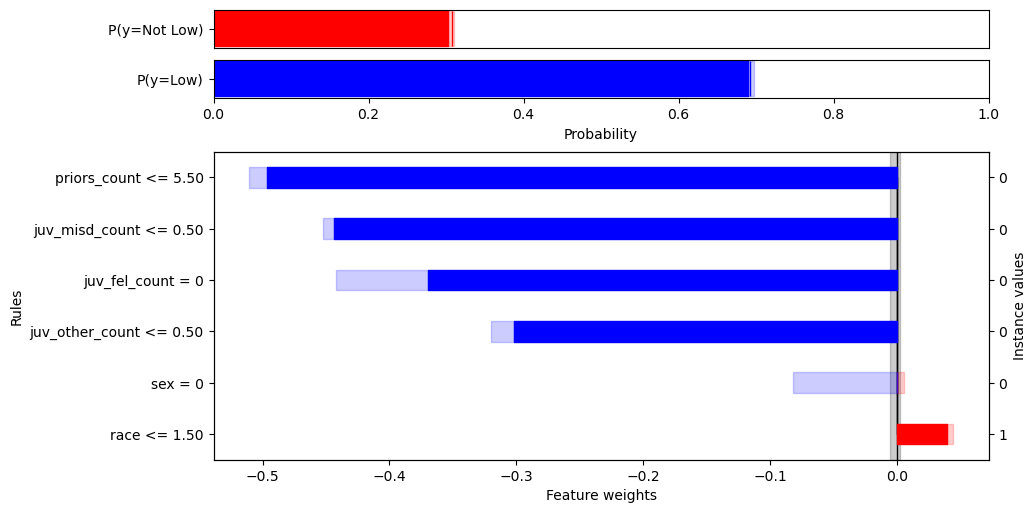 P(y=Not Low)
P(y=Low)
0.0 0.2 0.4 0.6 0.8 1.0
Probability
priors_count <= 5.50 0
juv_misd_count <= 0.50 0
juv_fel_count = 0 0
juv_other_count <= 0.50 0
sex = 0 0
race <= 1.50 1
Rules
Instance values
−0.5 −0.4 −0.3 −0.2 −0.1 0.0
Feature weights